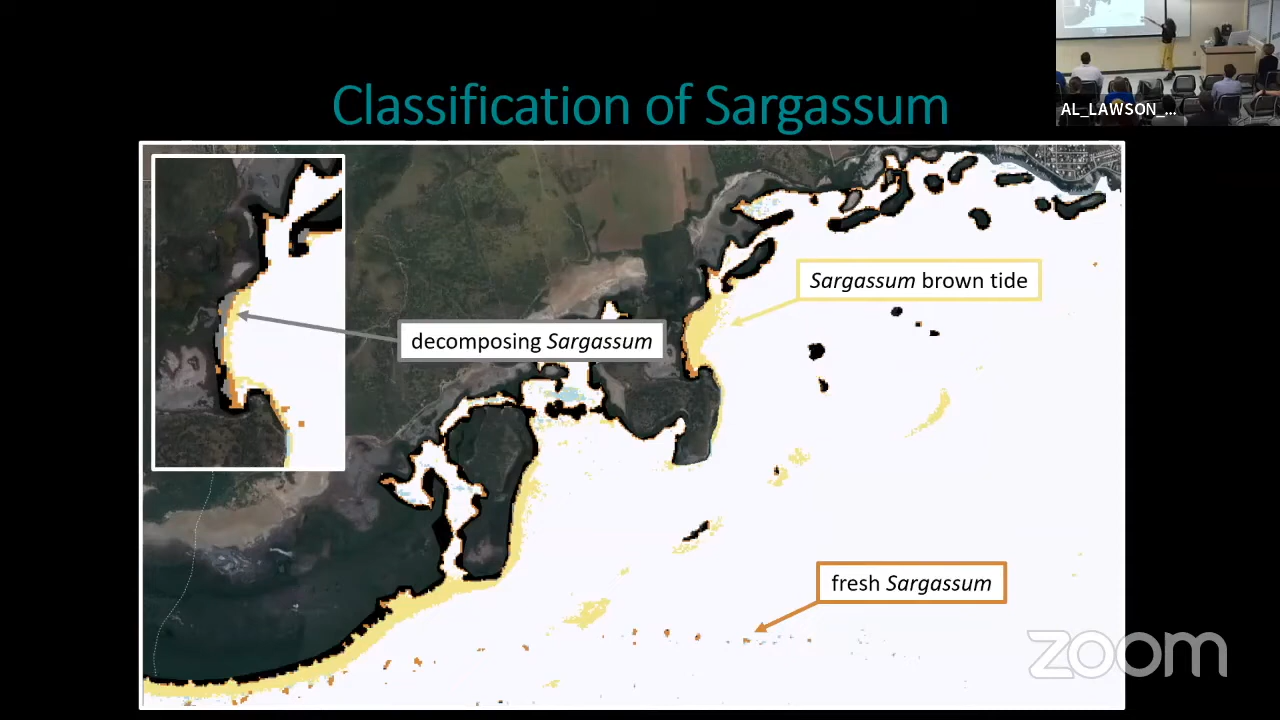 Classification of Sargassum
AL_LAWSON_...
Sargassum brown tide
decomposing Sargassum
fresh Sargassum
zoom